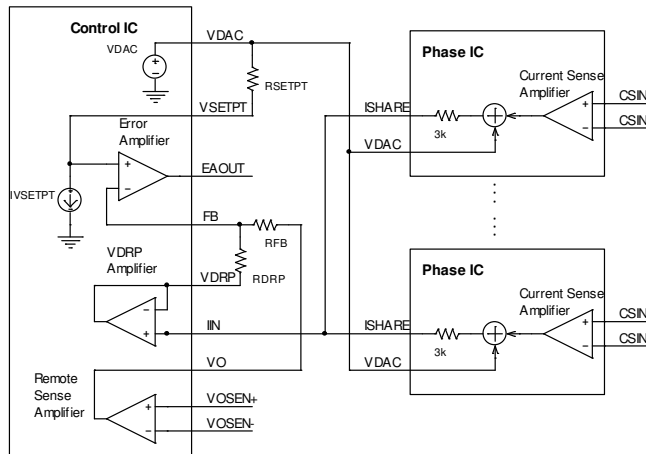 Control IC
VDAC
VDAC
RSETPT
VSETPT
Error
Amplifier
+
-
IVSETPT
EAOUT
FB
RFB
VDRP
Amplifier
VDRP
RDRP
-
+
IIN
VO
Remote
Sense
Amplifier
+
-
VOSEN+
VOSEN-
Phase IC
Current Sense
Amplifier
ISHARE
3k
VDAC
+
-
CSIN
CSIN
Phase IC
Current Sense
Amplifier
ISHARE
3k
VDAC
+
-
CSIN
CSIN